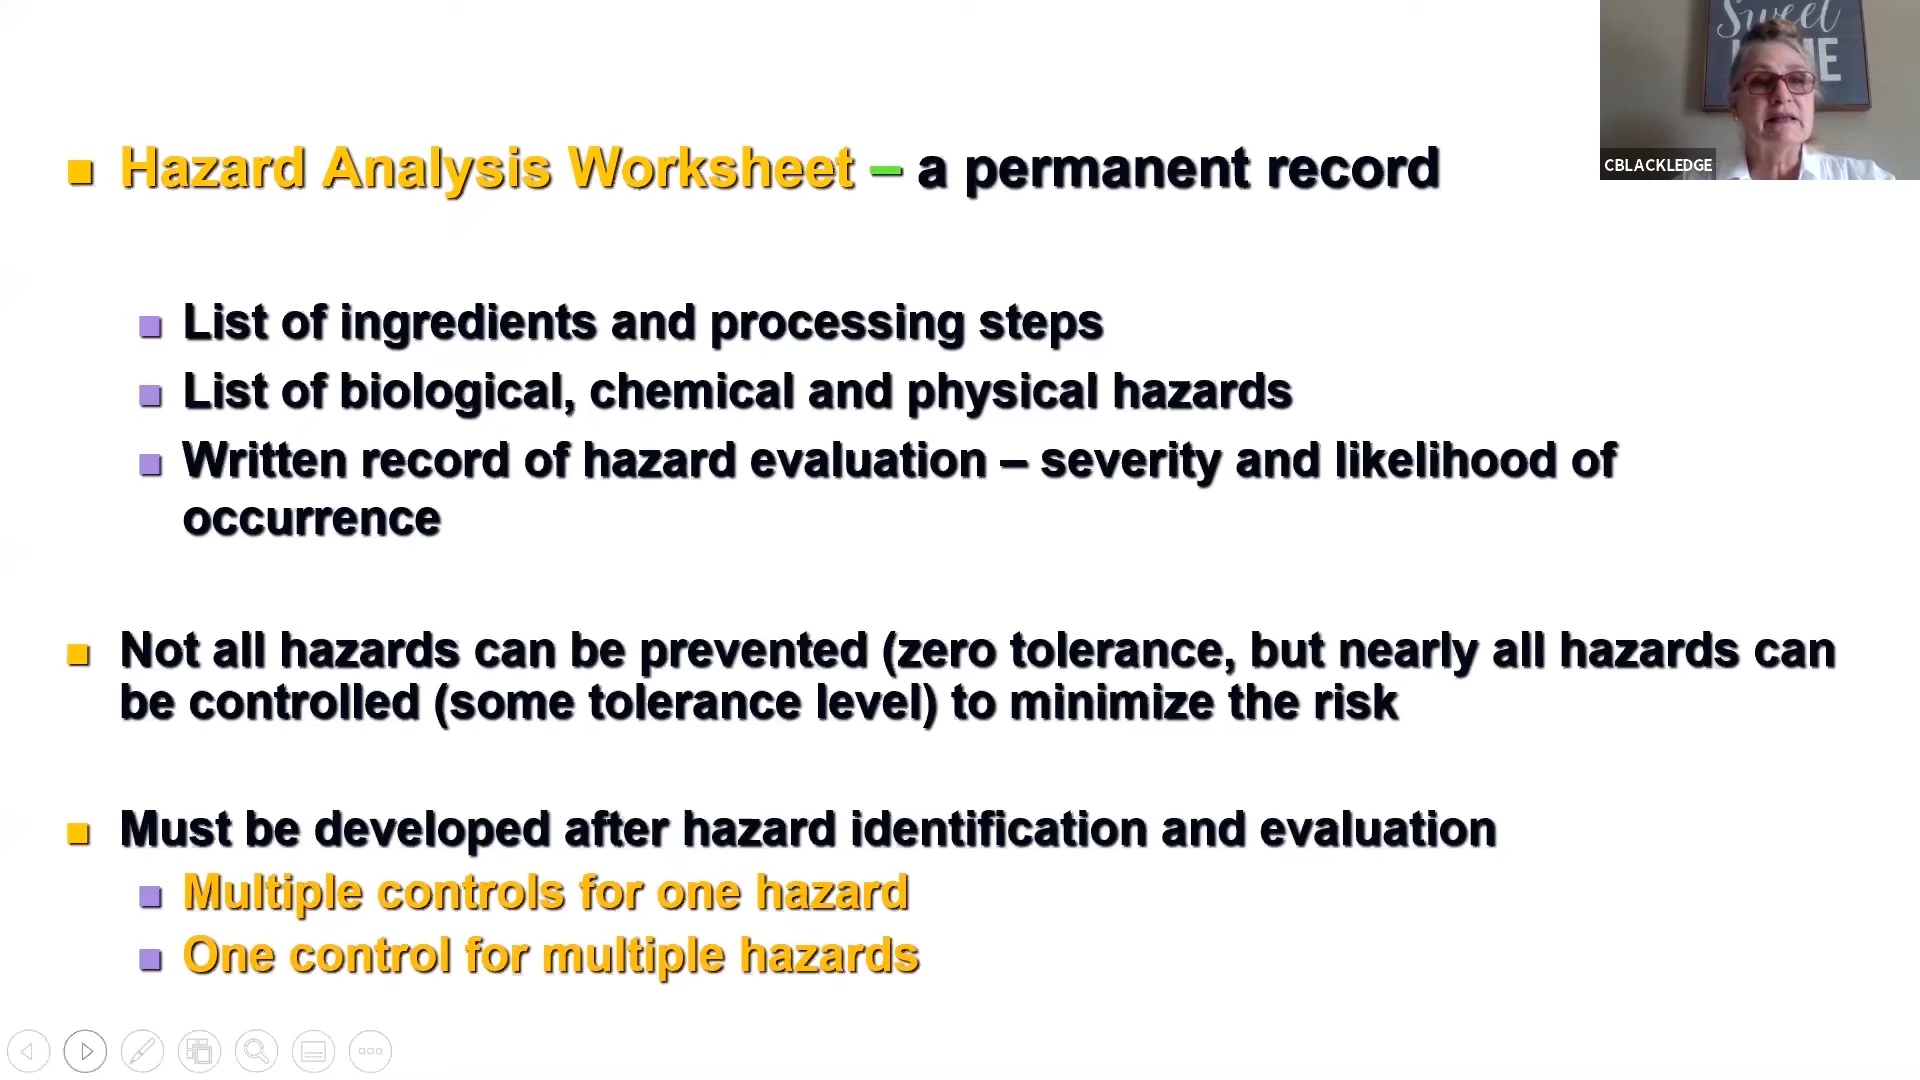 Sweet
CBLACKLEDGE
Hazard Analysis Worksheet – a permanent record
List of ingredients and processing steps
List of biological, chemical and physical hazards
Written record of hazard evaluation – severity and likelihood of
occurrence
Not all hazards can be prevented (zero tolerance, but nearly all hazards can
be controlled (some tolerance level) to minimize the risk
Must be developed after hazard identification and evaluation
Multiple controls for one hazard
One control for multiple hazards